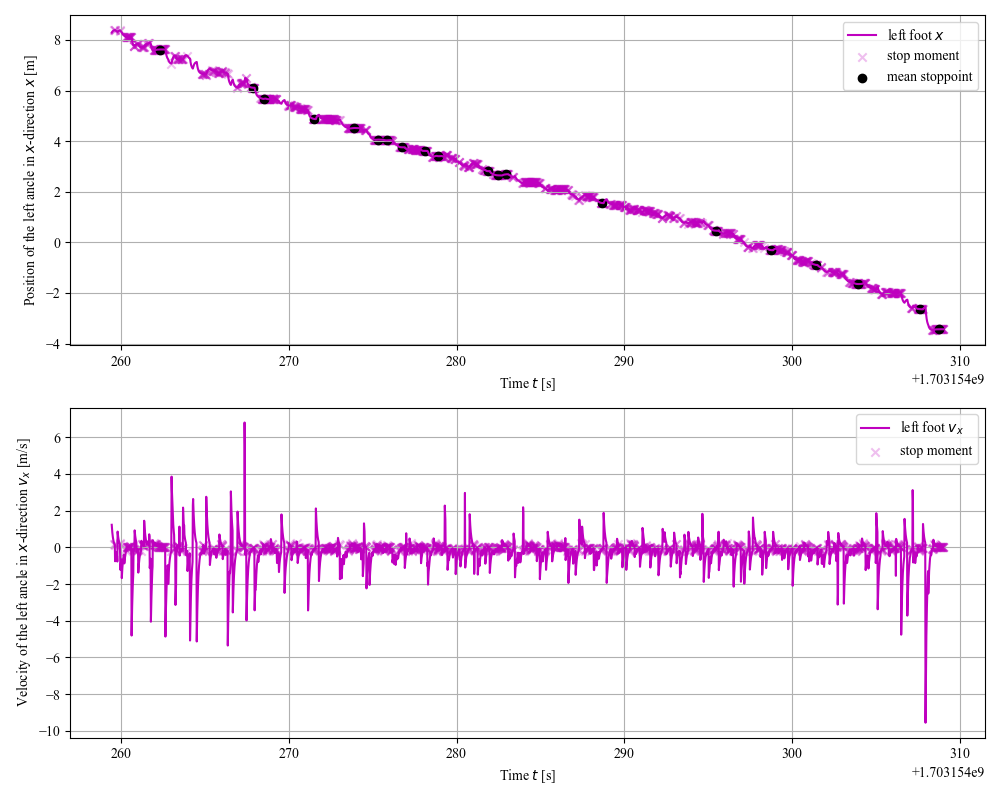 8
6
4
2
0
−2
−4
Position of the left angle in x-direction x [m]
left foot x
stop moment
mean stoppoint
260
270
280
290
300
310
+1.703154e9
Time t [s]
6
4
2
0
−2
−4
−6
−8
−10
Velocity of the left angle in x-direction vₓ [m/s]
left foot vₓ
stop moment
260
270
280
290
300
310
+1.703154e9
Time t [s]